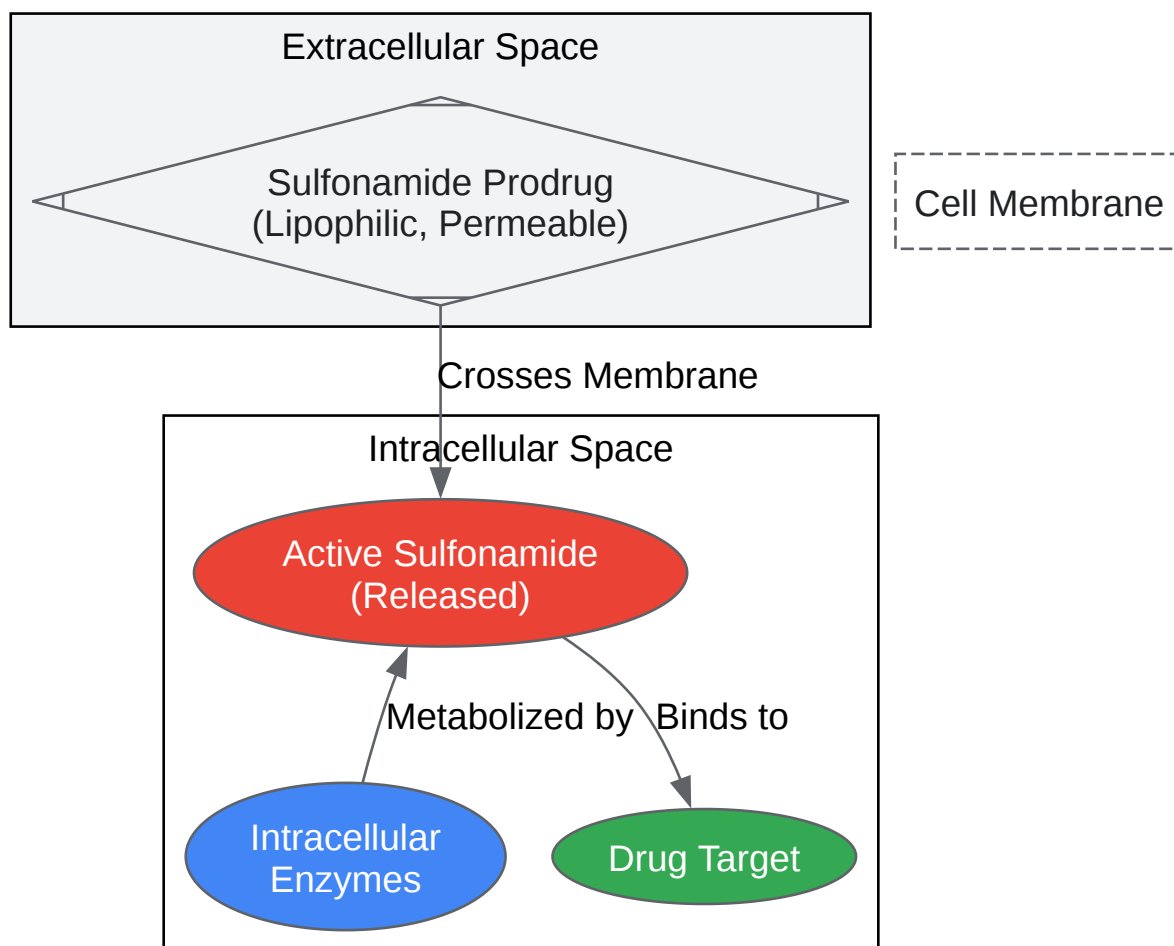 Extracellular Space
Sulfonamide Prodrug
(Lipophilic, Permeable)
Cell Membrane
Crosses Membrane
Intracellular Space
Active Sulfonamide
(Released)
Metabolized by
Binds to
Intracellular
Enzymes
Drug Target